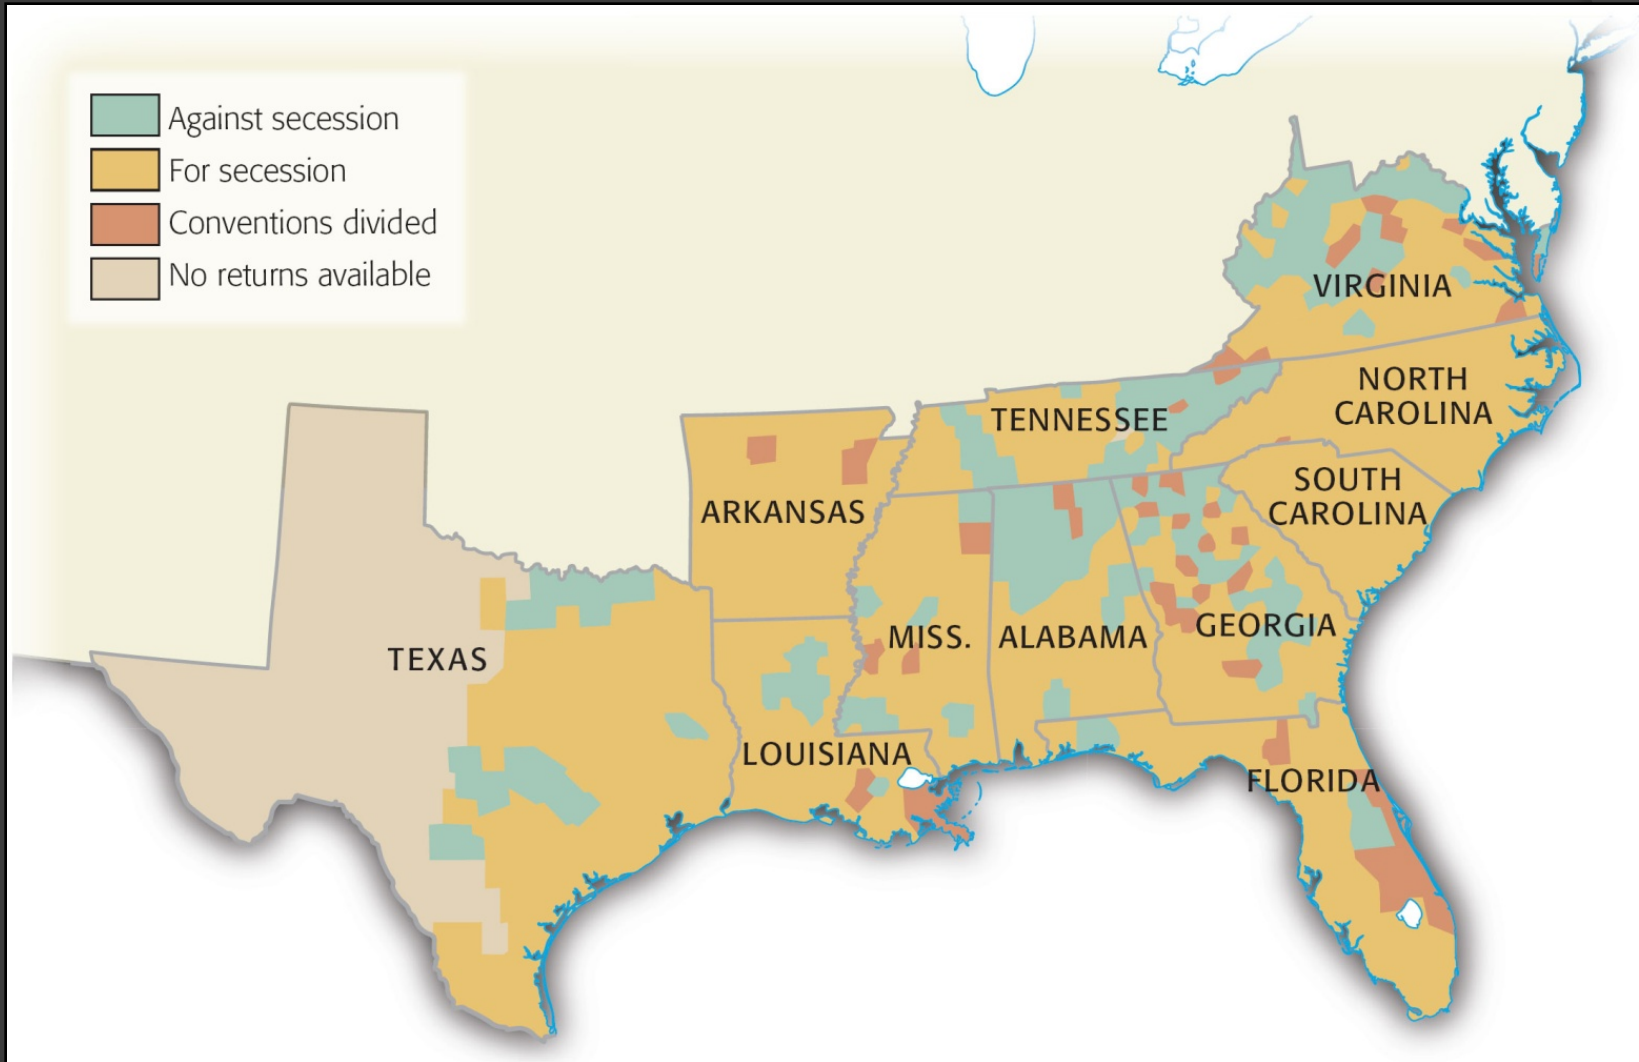 Against secession
For secession
Conventions divided
No returns available
VIRGINIA
NORTH
CAROLINA
TENNESSEE
SOUTH
CAROLINA
ARKANSAS
MISS.
ALABAMA
GEORGIA
TEXAS
LOUISIANA
FLORIDA